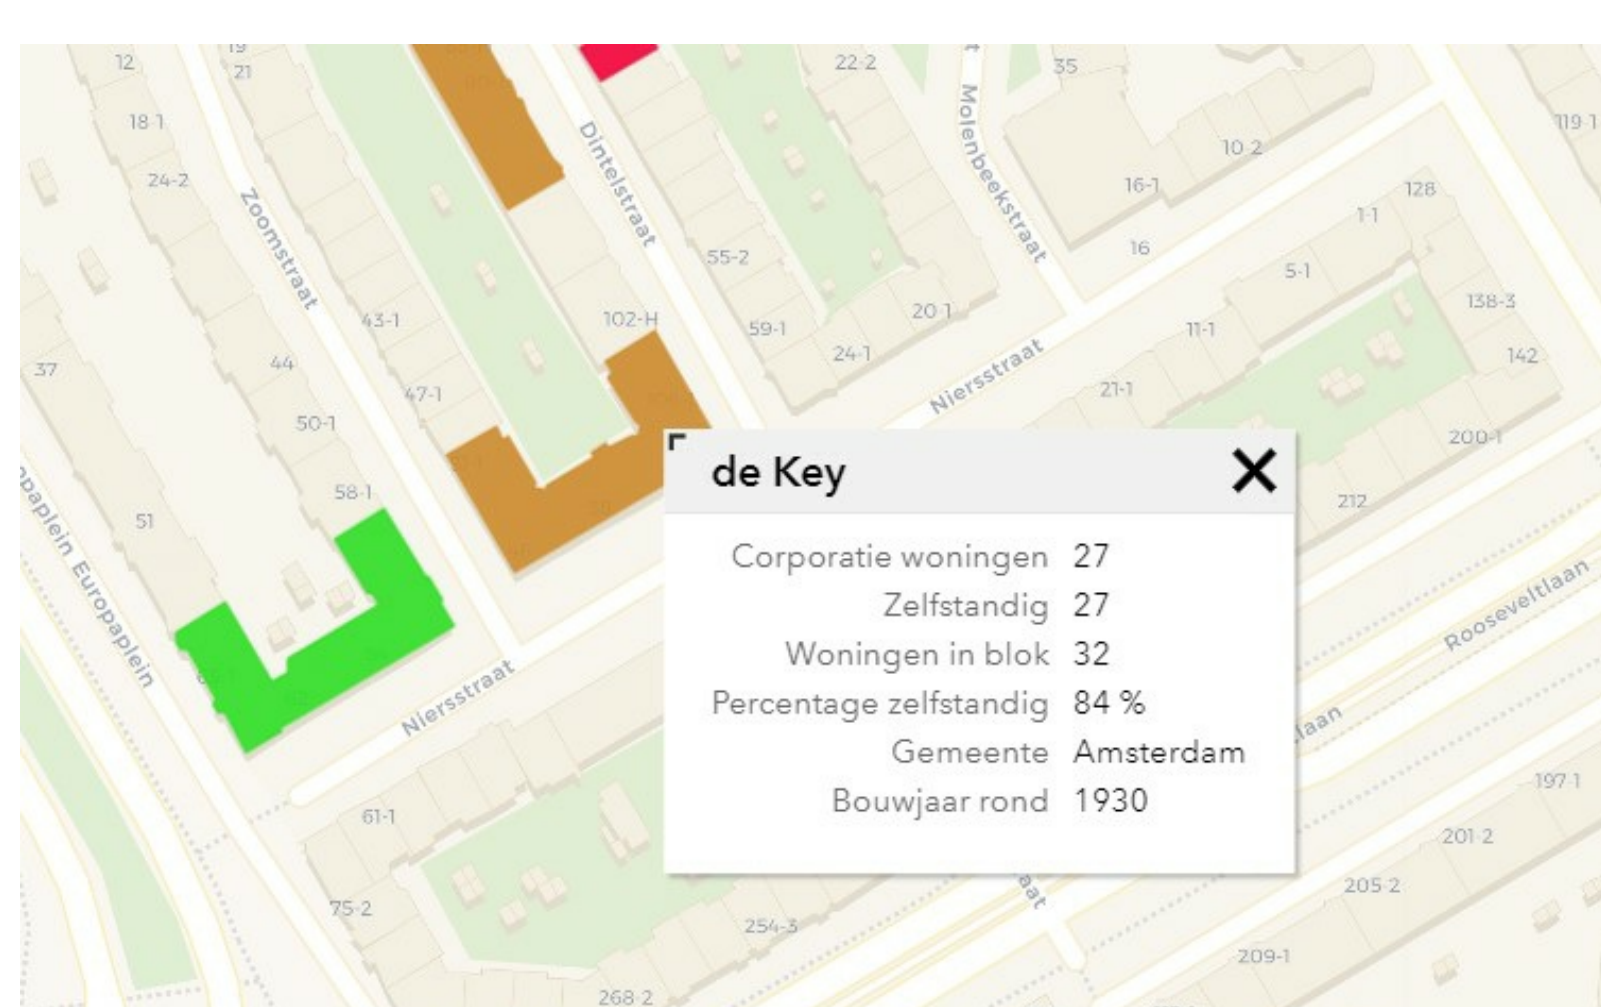 19
12
21
22-2
35
18-1
119-1
10-2
24-2
16-1
128
1-1
Zoomstraat
Dintelstraat
Molenbeekstraat
16
55-2
5-1
138-3
43-1
102-H
59-1
20-1
11-1
37
44
24-1
Niersstraat
142
47-1
21-1
50-1
200-1
58-1
51
212
Europaplein
de Key
Corporatie woningen 27
Zelfstandig 27
Woningen in blok 32
Percentage zelfstandig 84 %
Gemeente Amsterdam
Bouwjaar rond 1930
Rooseveltlaan
Niersstraat
laan
61-1
197-1
201-2
75-2
205-2
254-3
aat
209-1
268-2